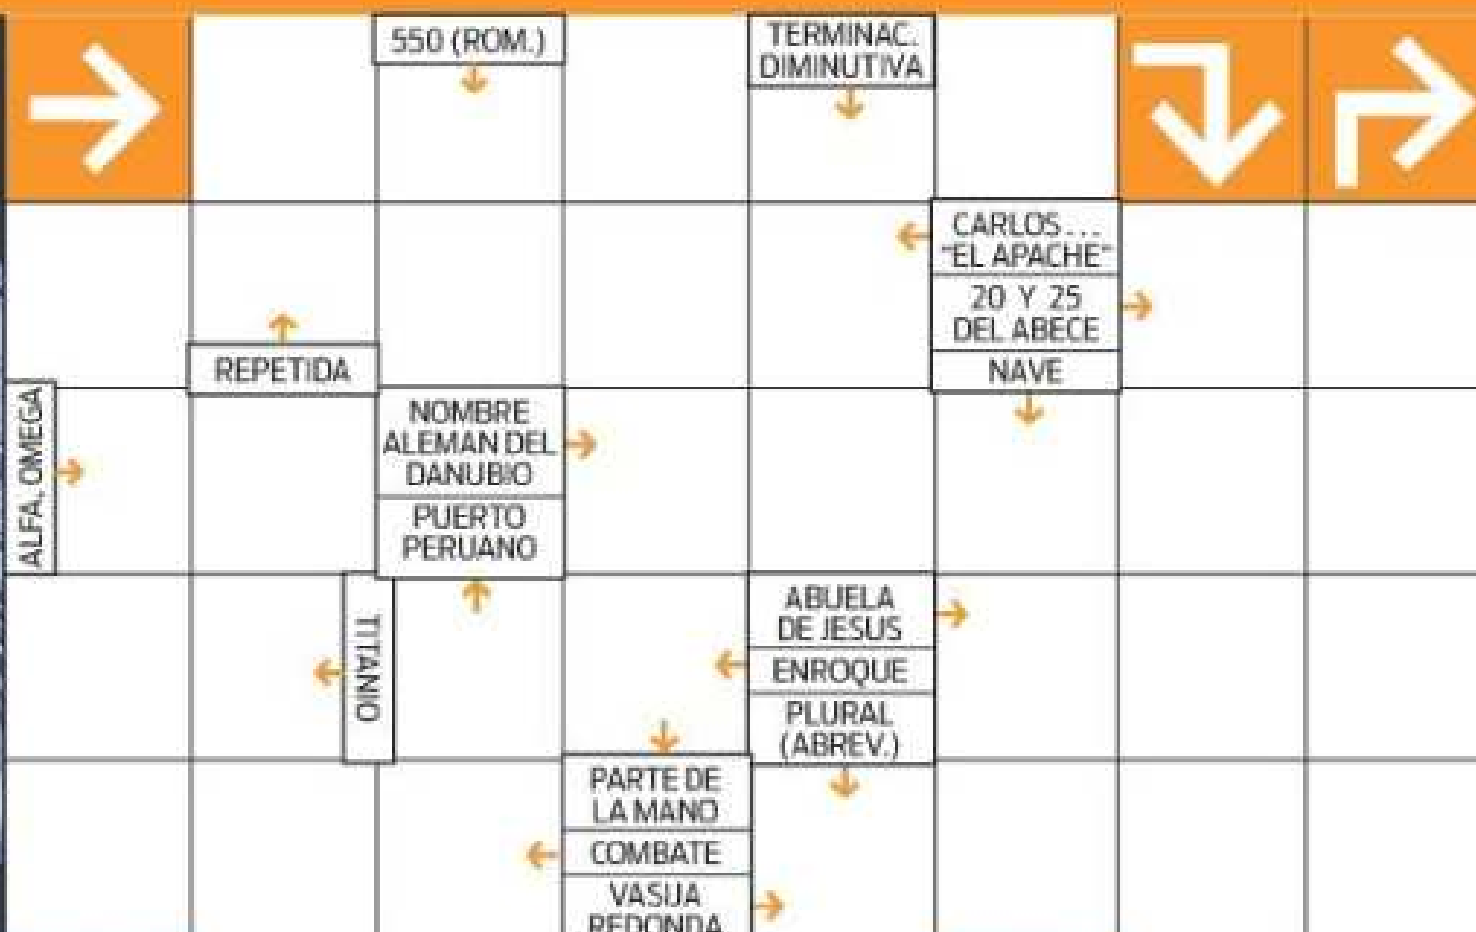 550 (ROM.)
TERMINAC.
DIMINUTIVA
CARLOS...
"EL APACHE"
20 Y 25
DEL ABECE
NAVE
REPETIDA
ALFA, OMEGA
NOMBRE
ALEMAN DEL
DANUBIO
PUERTO
PERUANO
TITANIO
ABUELA
DE JESUS
ENROQUE
PLURAL
(ABREV.)
PARTE DE
LA MANO
COMBATE
VASIJA
REDONDA